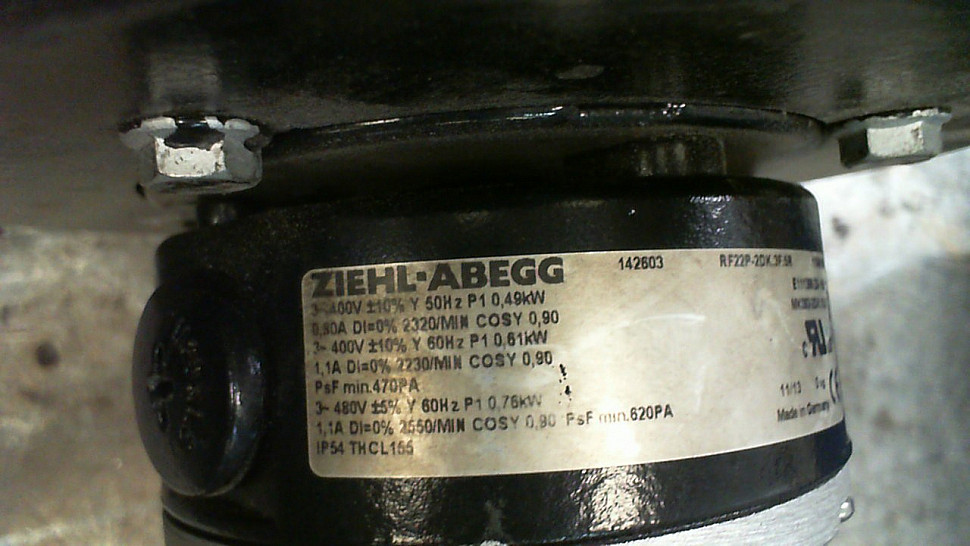 ZIEHL-ABEGG 142603 RF22P-2DK.3F.5R
3~ 400V ±10% Y 50Hz P1 0,49kW
0,80A DI=0% 2320/MIN COSY 0,90
3~ 400V ±10% Y 60Hz P1 0,61kW
1,1A DI=0% 2230/MIN COSY 0,90
PsF min.470PA
3~ 480V ±5% Y 60Hz P1 0,76kW
1,1A DI=0% 2550/MIN COSY 0,90 PsF min.620PA
IP54 THCL155
c RU
11/13
CE
Made in Germany